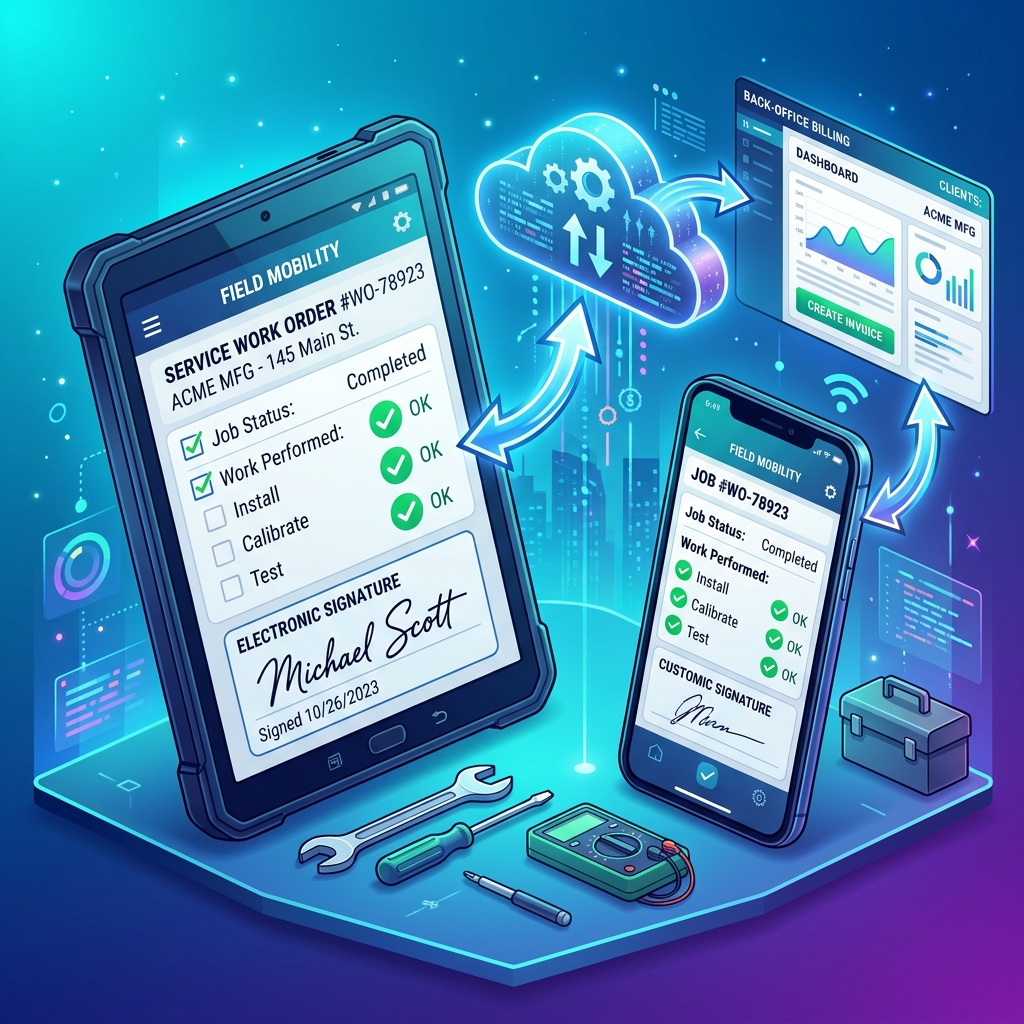 FIELD MOBILITY
SERVICE WORK ORDER #WO-78923
ACME MFG - 145 Main St.
Job Status: Completed
Work Performed: OK
Install OK
Calibrate OK
Test
ELECTRONIC SIGNATURE
Michael Scott
Signed 10/26/2023
BACK-OFFICE BILLING
DASHBOARD
CLIENTS:
ACME MFG
CREATE INVUICE
FIELD MOBILITY
JOB #WO-78923
Job Status: Completed
Work Performed:
Install OK
Calibrate OK
Test OK
CUSTOMIC SIGNATURE